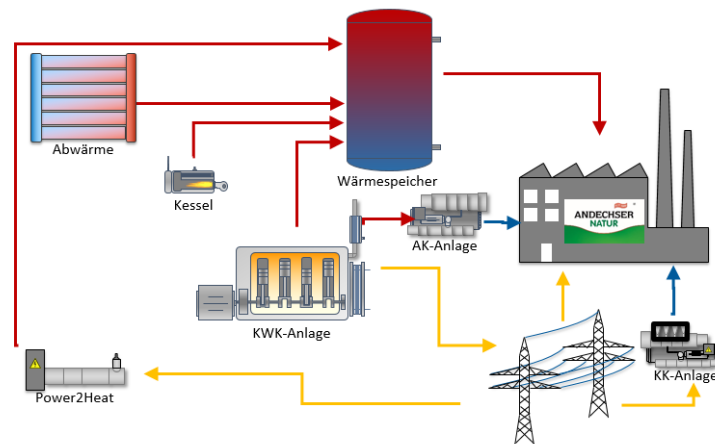 Abwärme
Kessel
Wärmespeicher
ANDECHSER
NATUR
AK-Anlage
KWK-Anlage
Power2Heat
KK-Anlage